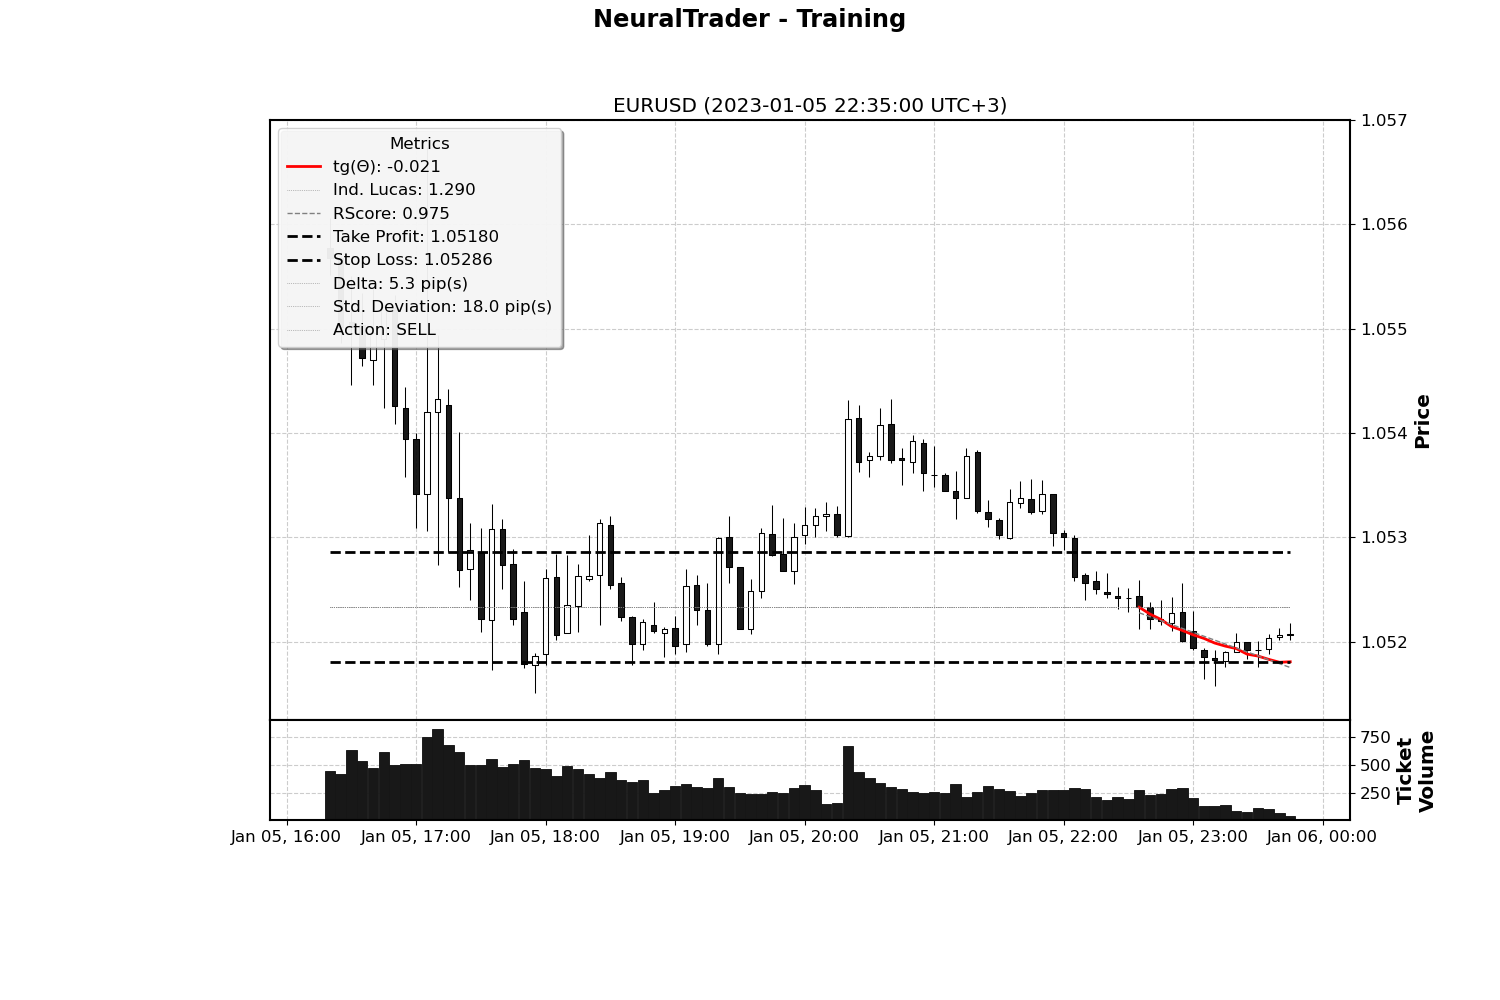 NeuralTrader - Training
EURUSD (2023-01-05 22:35:00 UTC+3)
Metrics
tg(Θ): -0.021
Ind. Lucas: 1.290
RScore: 0.975
Take Profit: 1.05180
Stop Loss: 1.05286
Delta: 5.3 pip(s)
Std. Deviation: 18.0 pip(s)
Action: SELL
1.057
1.056
1.055
1.054
1.053
1.052
Price
750
500
250
Ticket
Volume
Jan 05, 16:00
Jan 05, 17:00
Jan 05, 18:00
Jan 05, 19:00
Jan 05, 20:00
Jan 05, 21:00
Jan 05, 22:00
Jan 05, 23:00
Jan 06, 00:00